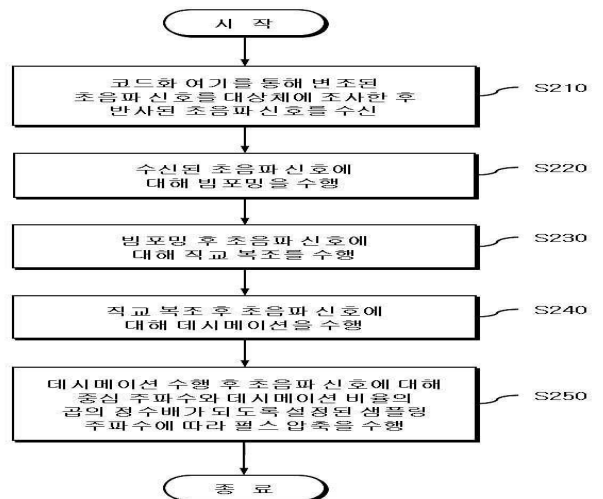 시 작
코드화 여기를 통해 변조된
초음파 신호를 대상체에 조사한 후
반사된 초음파 신호를 수신
S210
수신된 초음파 신호에
대해 빔포밍을 수행
S220
빔포밍 후 초음파 신호에
대해 직교 복조를 수행
S230
직교 복조 후 초음파 신호에
대해 데시메이션을 수행
S240
데시메이션 수행 후 초음파 신호에 대해
중심 주파수와 데시메이션 비율의
곱의 정수배가 되도록 설정된 샘플링
주파수에 따라 펄스 압축을 수행
S250
종 료